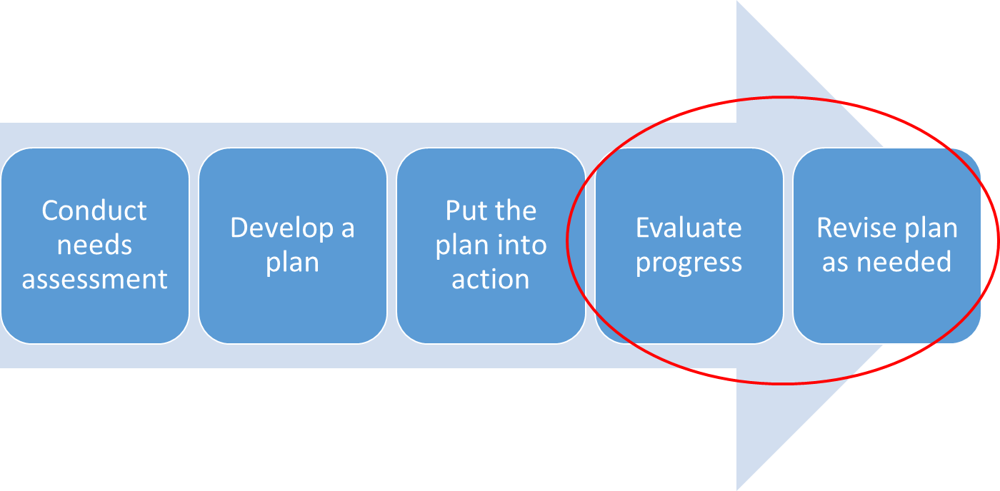 Conduct
needs
assessment
Develop a
plan
Put the
plan into
action
Evaluate
progress
Revise plan
as needed